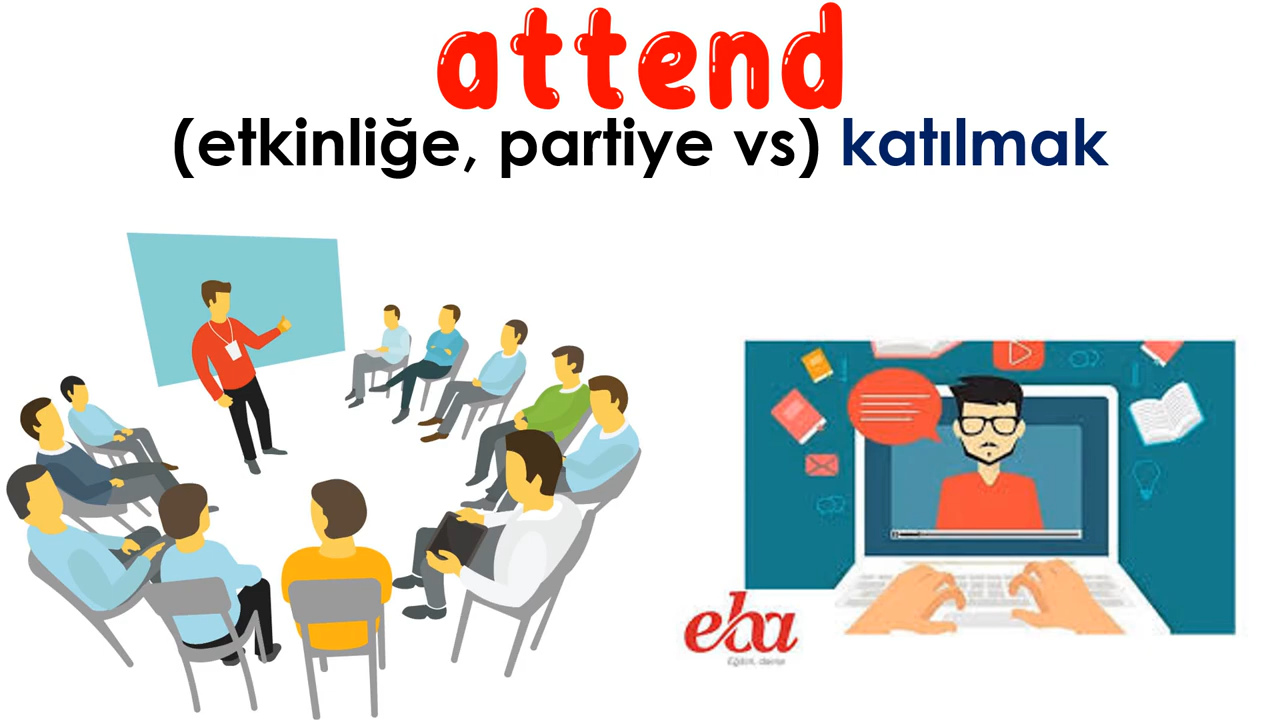 attend
(etkinliğe, partiye vs) katılmak
eba